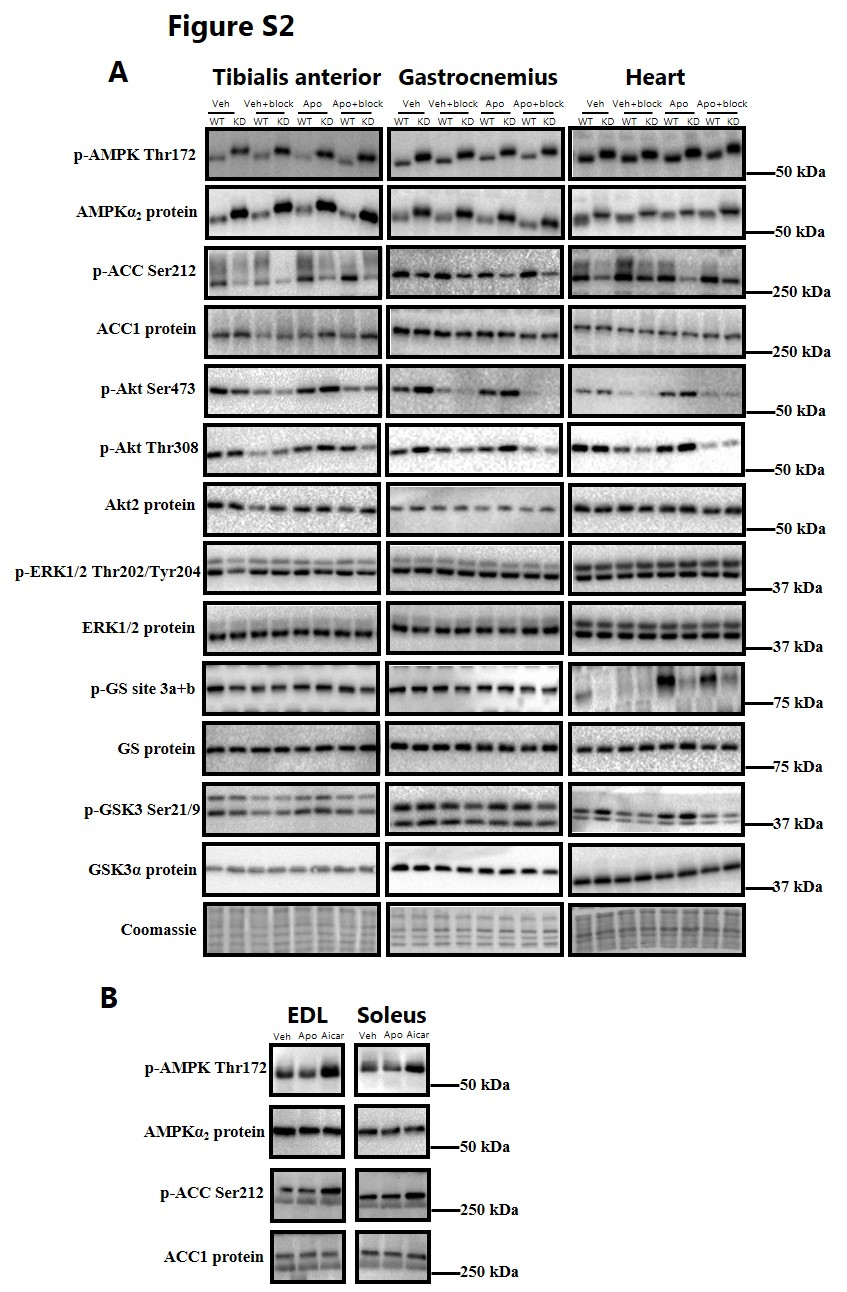 Figure S2
A
Tibialis anterior Gastrocnemius Heart
Veh Veh+block Apo Apo+block Veh Veh+block Apo Apo+block Veh Veh+block Apo Apo+block
WT KD WT KD WT KD WT KD WT KD WT KD WT KD WT KD WT KD WT KD WT KD WT KD
p-AMPK Thr172
50 kDa
AMPKα₂ protein
50 kDa
p-ACC Ser212
250 kDa
ACC1 protein
250 kDa
p-Akt Ser473
50 kDa
p-Akt Thr308
50 kDa
Akt2 protein
50 kDa
p-ERK1/2 Thr202/Tyr204
37 kDa
ERK1/2 protein
37 kDa
p-GS site 3a+b
75 kDa
GS protein
75 kDa
p-GSK3 Ser21/9
37 kDa
GSK3α protein
37 kDa
Coomassie
B
EDL Soleus
Veh Apo Aicar Veh Apo Aicar
p-AMPK Thr172
50 kDa
AMPKα₂ protein
50 kDa
p-ACC Ser212
250 kDa
ACC1 protein
250 kDa